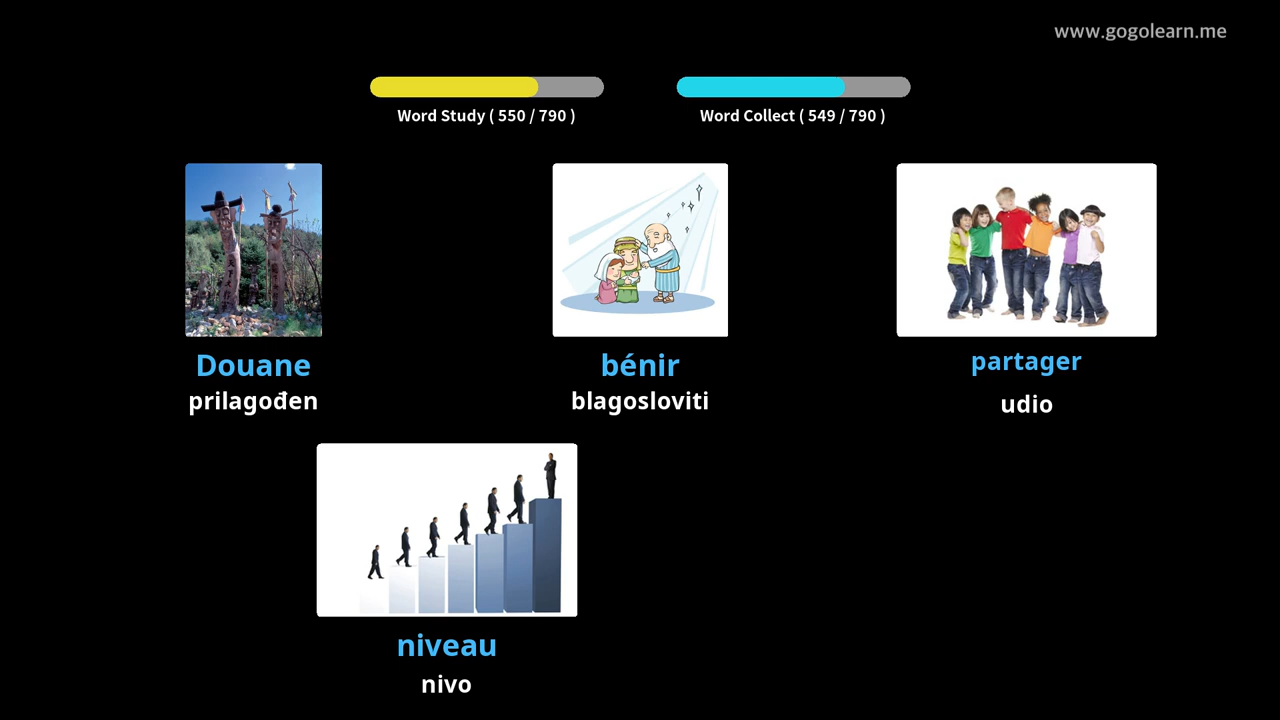 www.gogolearn.me
Word Study ( 550 / 790 )
Word Collect ( 549 / 790 )
Douane
prilagođen
bénir
blagosloviti
partager
udio
niveau
nivo